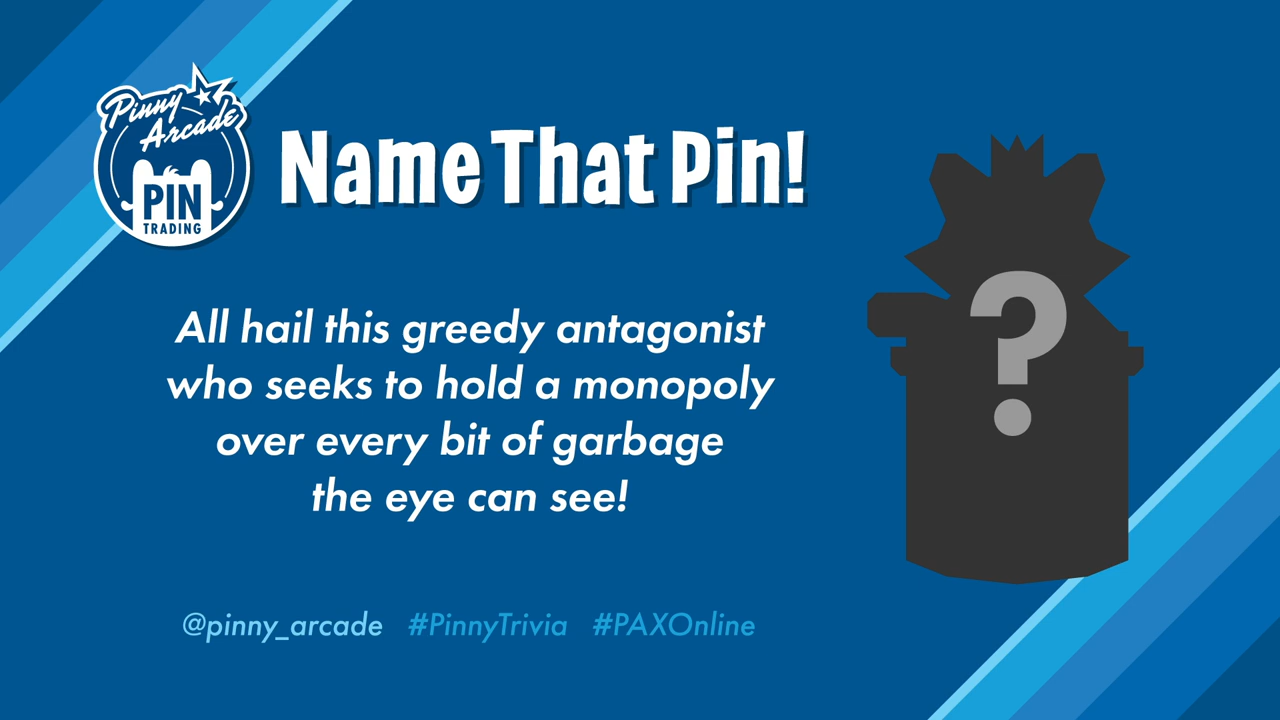 Pinny
Arcade
PIN
TRADING
Name That Pin!
All hail this greedy antagonist
who seeks to hold a monopoly
over every bit of garbage
the eye can see!
@pinny_arcade #PinnyTrivia #PAXOnline
?